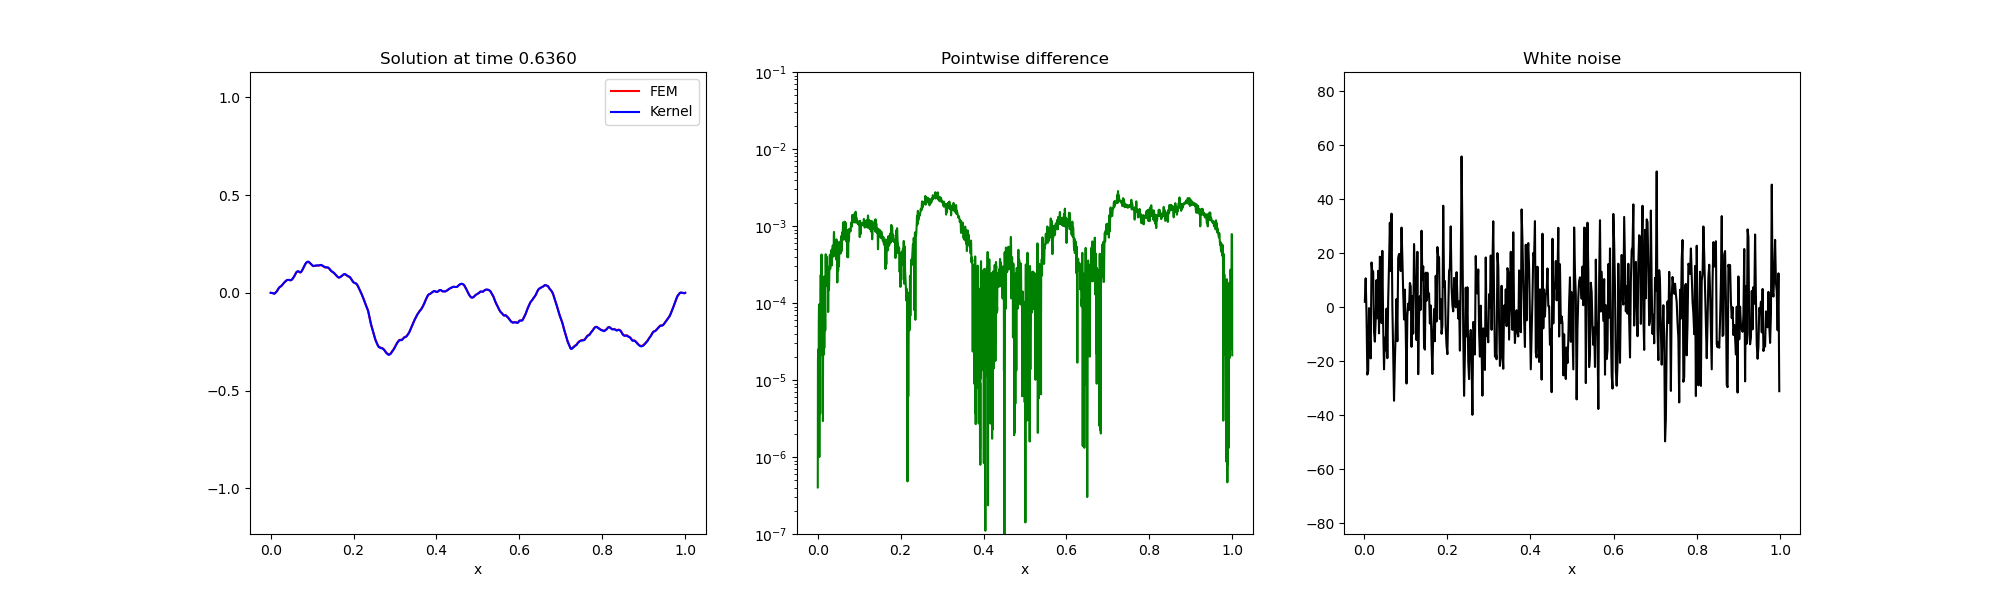 Solution at time 0.6360
FEM
Kernel
1.0
0.5
0.0
−0.5
−1.0
0.0 0.2 0.4 0.6 0.8 1.0
x
Pointwise difference
10⁻¹
10⁻²
10⁻³
10⁻⁴
10⁻⁵
10⁻⁶
10⁻⁷
0.0 0.2 0.4 0.6 0.8 1.0
x
White noise
80
60
40
20
0
−20
−40
−60
−80
0.0 0.2 0.4 0.6 0.8 1.0
x